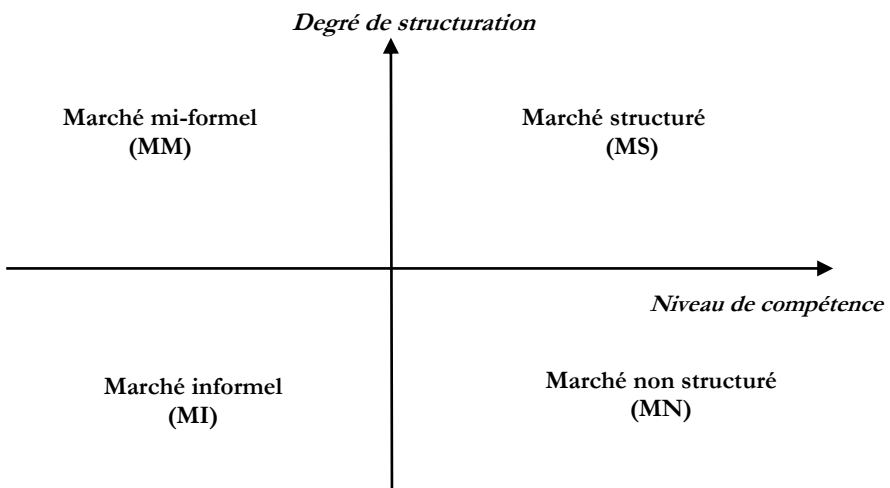 Degré de structuration
Marché mi-formel
(MM)
Marché structuré
(MS)
Niveau de compétence
Marché informel
(MI)
Marché non structuré
(MN)